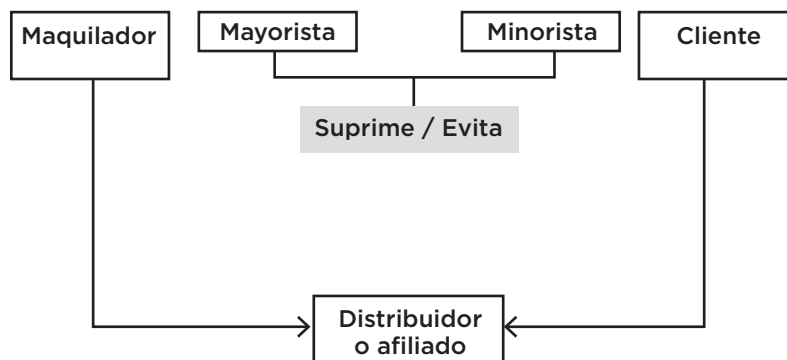 Maquilador
Mayorista
Minorista
Cliente
Suprime / Evita
Distribuidor
o afiliado